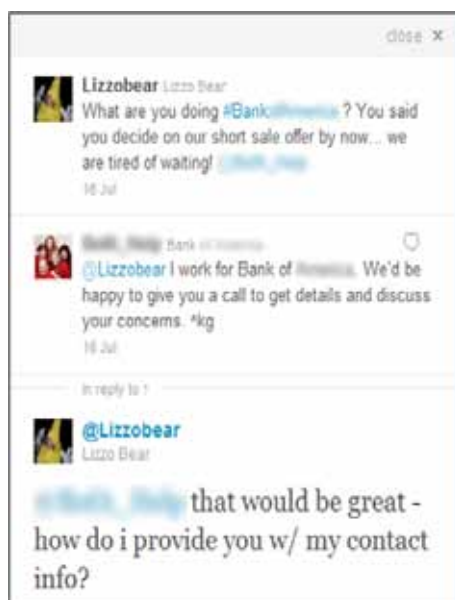 close ×
Lizzobear Lizzo Bear
What are you doing #Bank ? You said
you decide on our short sale offer by now... we
are tired of waiting!
16 Jul
Bank of
@Lizzobear I work for Bank of We'd be
happy to give you a call to get details and discuss
your concerns. ^kg
16 Jul
In reply to ↑
@Lizzobear
Lizzo Bear
that would be great -
how do i provide you w/ my contact
info?